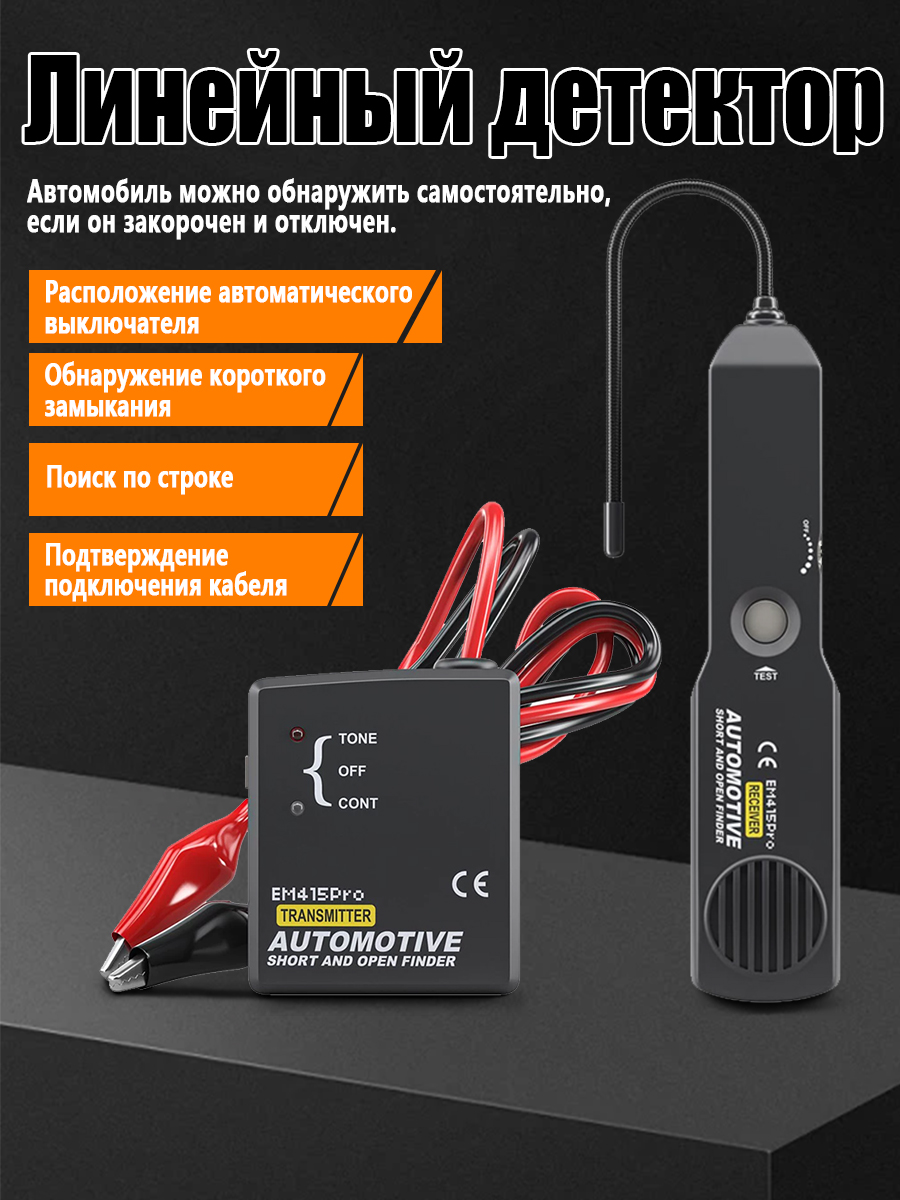 Линейный детектор
Автомобиль можно обнаружить самостоятельно,
если он закорочен и отключен.
Расположение автоматического
выключателя
Обнаружение короткого
замыкания
Поиск по строке
Подтверждение
подключения кабеля
OFF
TEST
AUTOMOTIVE
SHORT AND OPEN FINDER
CE EM415Pro
RECEIVER
TONE
OFF
CONT
EM415Pro
CE
TRANSMITTER
AUTOMOTIVE
SHORT AND OPEN FINDER